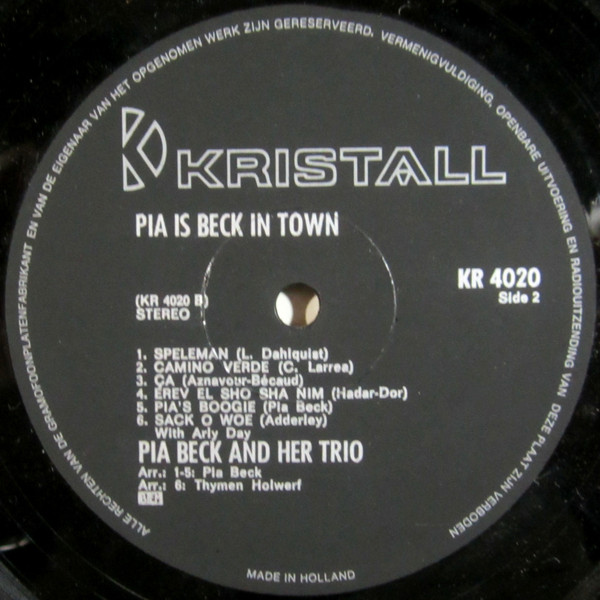 ALLE RECHTEN VAN DE GRAMOFOONPLATENFABRIKANT EN VAN DE EIGENAAR VAN HET OPGENOMEN WERK ZIJN GERESERVEERD. VERMENIGVULDIGING, OPENBARE UITVOERING EN RADIOUITZENDING VAN DEZE PLAAT ZIJN VERBODEN
KRISTALL
PIA IS BECK IN TOWN
KR 4020
Side 2
(KR 4020 B)
STEREO
1. SPELEMAN (L. Dahlquist)
2. CAMINO VERDE (C. Larrea)
3. ÇA (Aznavour-Bécaud)
4. EREV EL SHO SHA NIM (Hadar-Dor)
5. PIA'S BOOGIE (Pia Beck)
6. SACK O WOE (Adderley)
With Arly Day
PIA BECK AND HER TRIO
Arr.: 1-5: Pia Beck
Arr.: 6: Thymen Holwerf
MADE IN HOLLAND